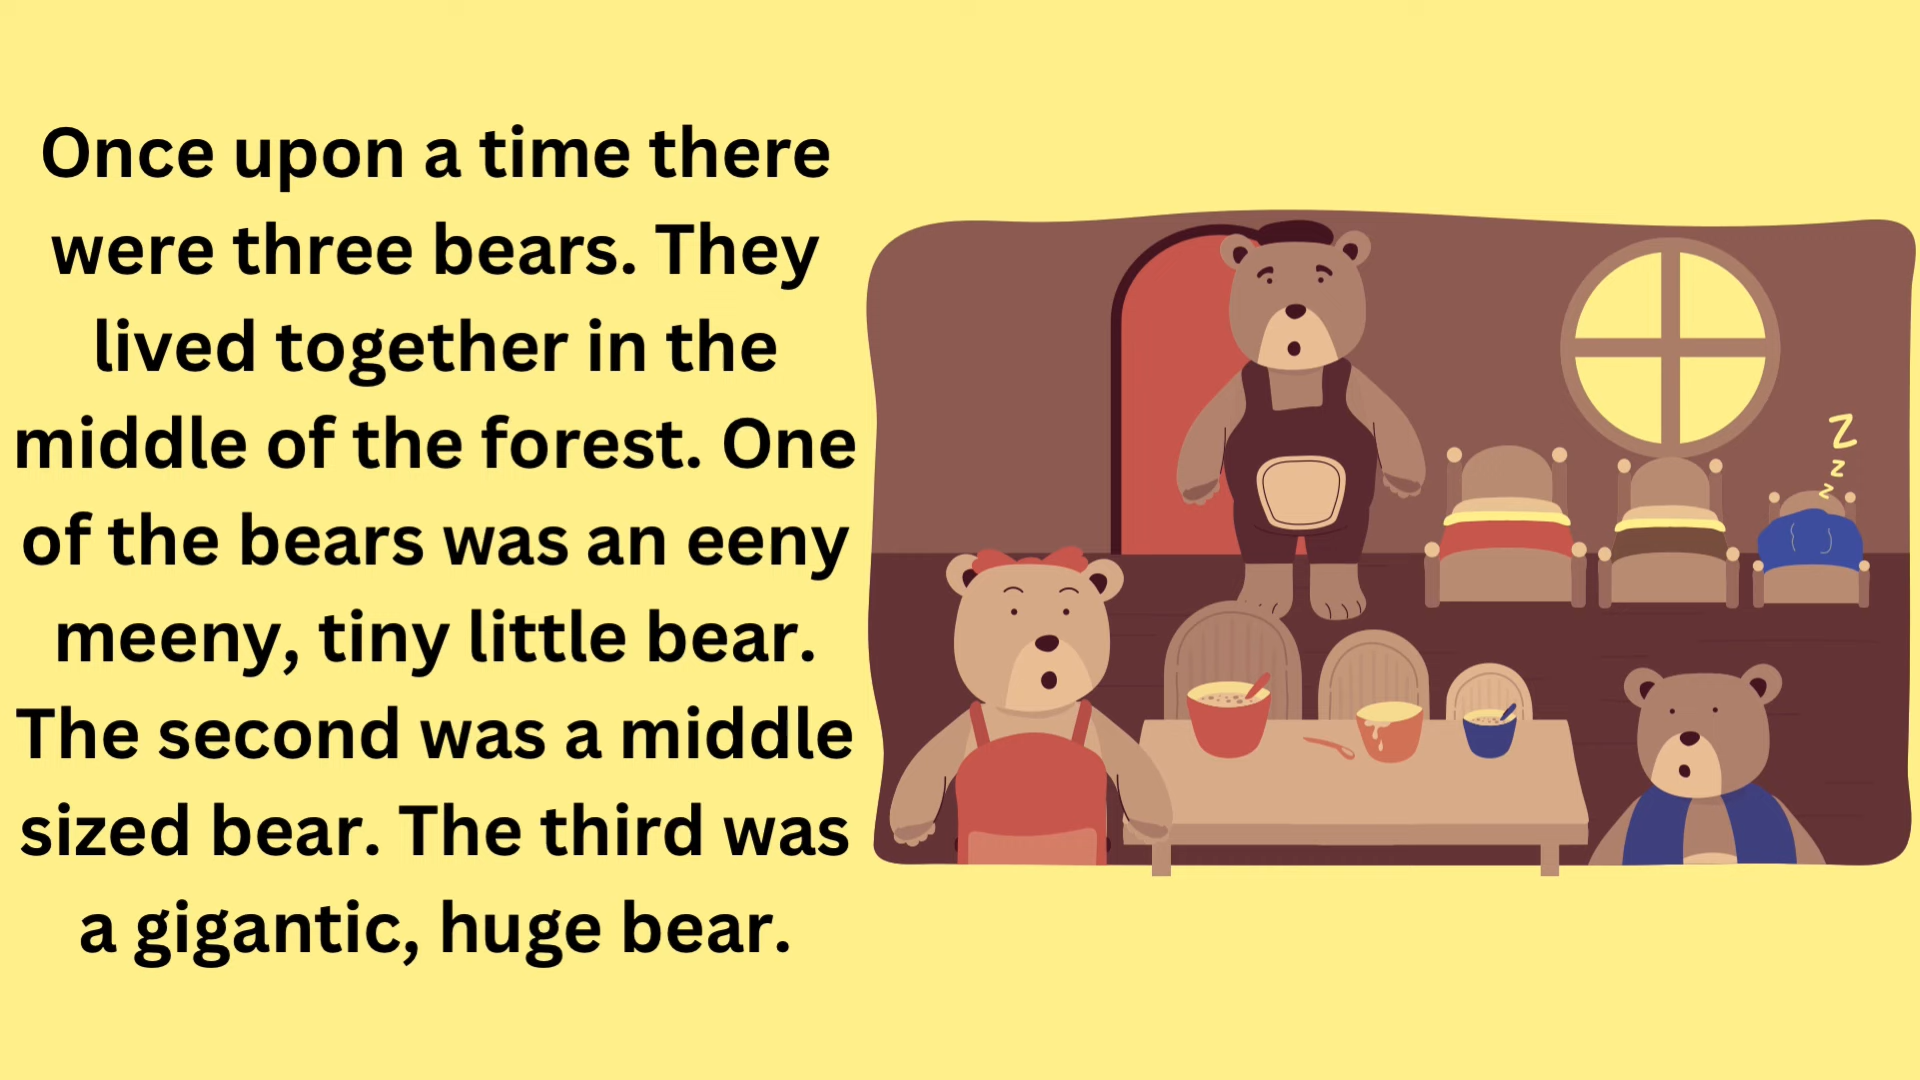 Once upon a time there
were three bears. They
lived together in the
middle of the forest. One
of the bears was an eeny
meeny, tiny little bear.
The second was a middle
sized bear. The third was
a gigantic, huge bear.
Z
z
z